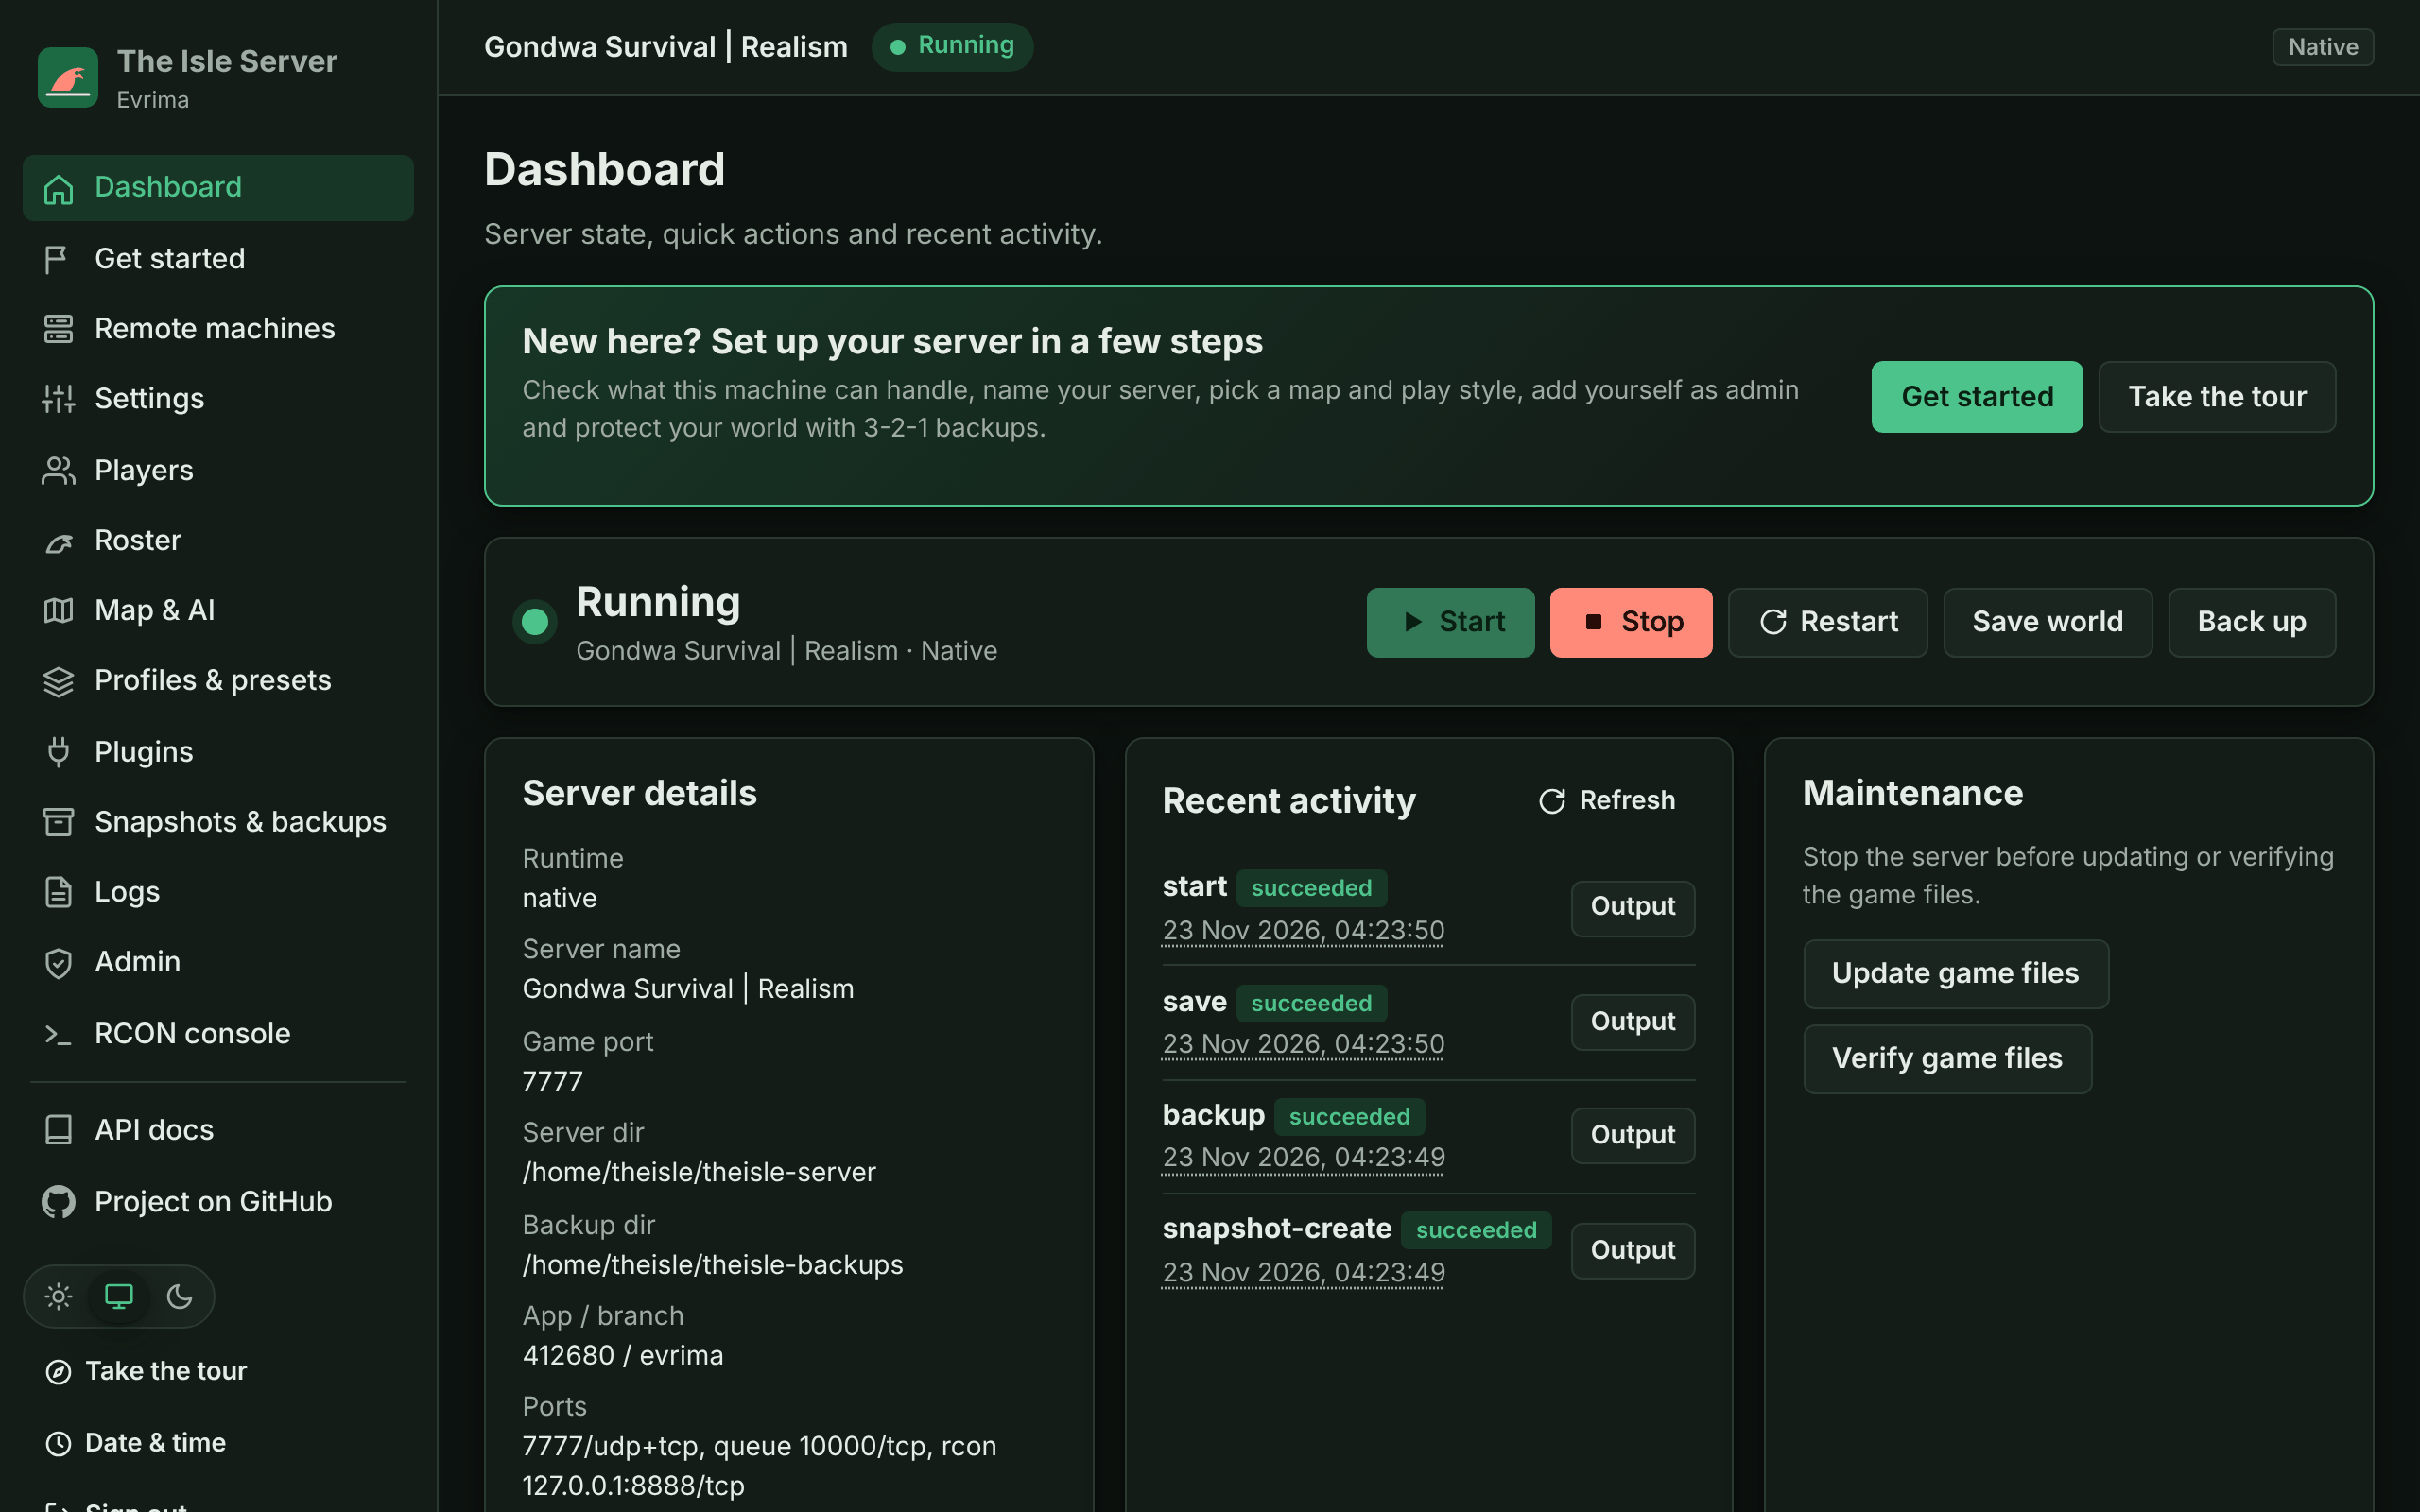 The Isle Server
Evrima
Dashboard
Get started
Remote machines
Settings
Players
Roster
Map & AI
Profiles & presets
Plugins
Snapshots & backups
Logs
Admin
RCON console
API docs
Project on GitHub
Take the tour
Date & time
Sign out
Gondwa Survival | Realism
Running
Native
Dashboard
Server state, quick actions and recent activity.
New here? Set up your server in a few steps
Check what this machine can handle, name your server, pick a map and play style, add yourself as admin
and protect your world with 3-2-1 backups.
Get started
Take the tour
Running
Gondwa Survival | Realism · Native
Start
Stop
Restart
Save world
Back up
Server details
Runtime
native
Server name
Gondwa Survival | Realism
Game port
7777
Server dir
/home/theisle/theisle-server
Backup dir
/home/theisle/theisle-backups
App / branch
412680 / evrima
Ports
7777/udp+tcp, queue 10000/tcp, rcon
127.0.0.1:8888/tcp
Recent activity
Refresh
start succeeded
23 Nov 2026, 04:23:50
Output
save succeeded
23 Nov 2026, 04:23:50
Output
backup succeeded
23 Nov 2026, 04:23:49
Output
snapshot-create succeeded
23 Nov 2026, 04:23:49
Output
Maintenance
Stop the server before updating or verifying
the game files.
Update game files
Verify game files